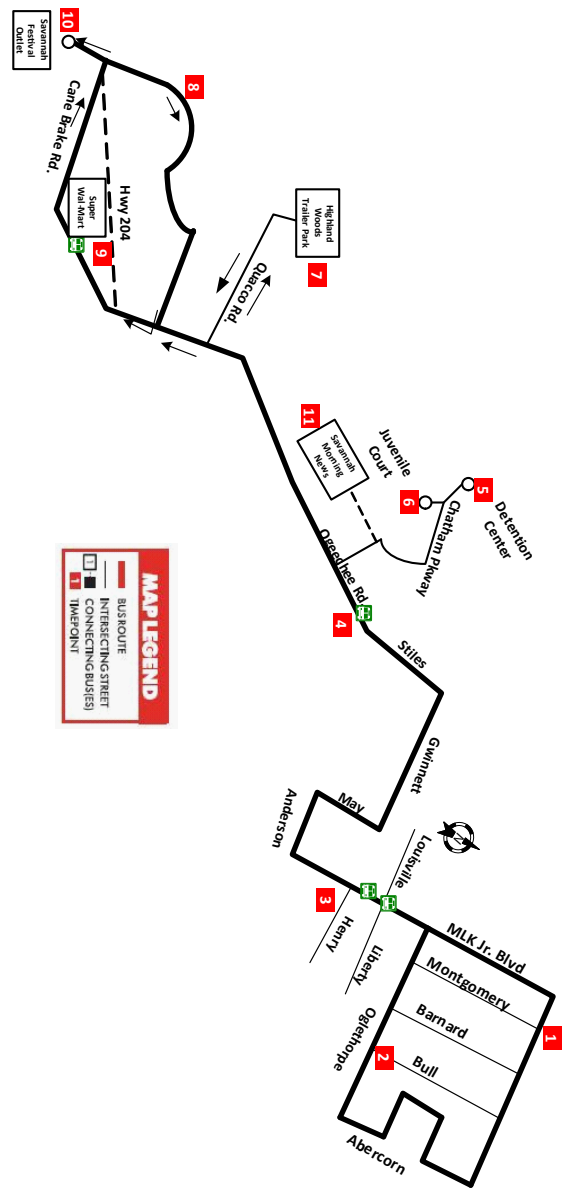 10
Savannah
Festival
Outlet
8
Cane Brake Rd.
Hwy 204
Super
Wal-Mart
9
Highland
Woods
Trailer Park
7
Quacco Rd.
11
Savannah
Morning
News
Juvenile
Court
6
5
Detention
Center
Chatham Pkway
Ogeechee Rd
4
Stiles
Gwinnett
May
Anderson
N
Louisville
3
Henry
Liberty
MLK Jr. Blvd
Montgomery
Barnard
Bull
Oglethorpe
2
1
Abercorn
MAP LEGEND
BUS ROUTE
INTERSECTING STREET
1 CONNECTING BUS(ES)
1 TIMEPOINT